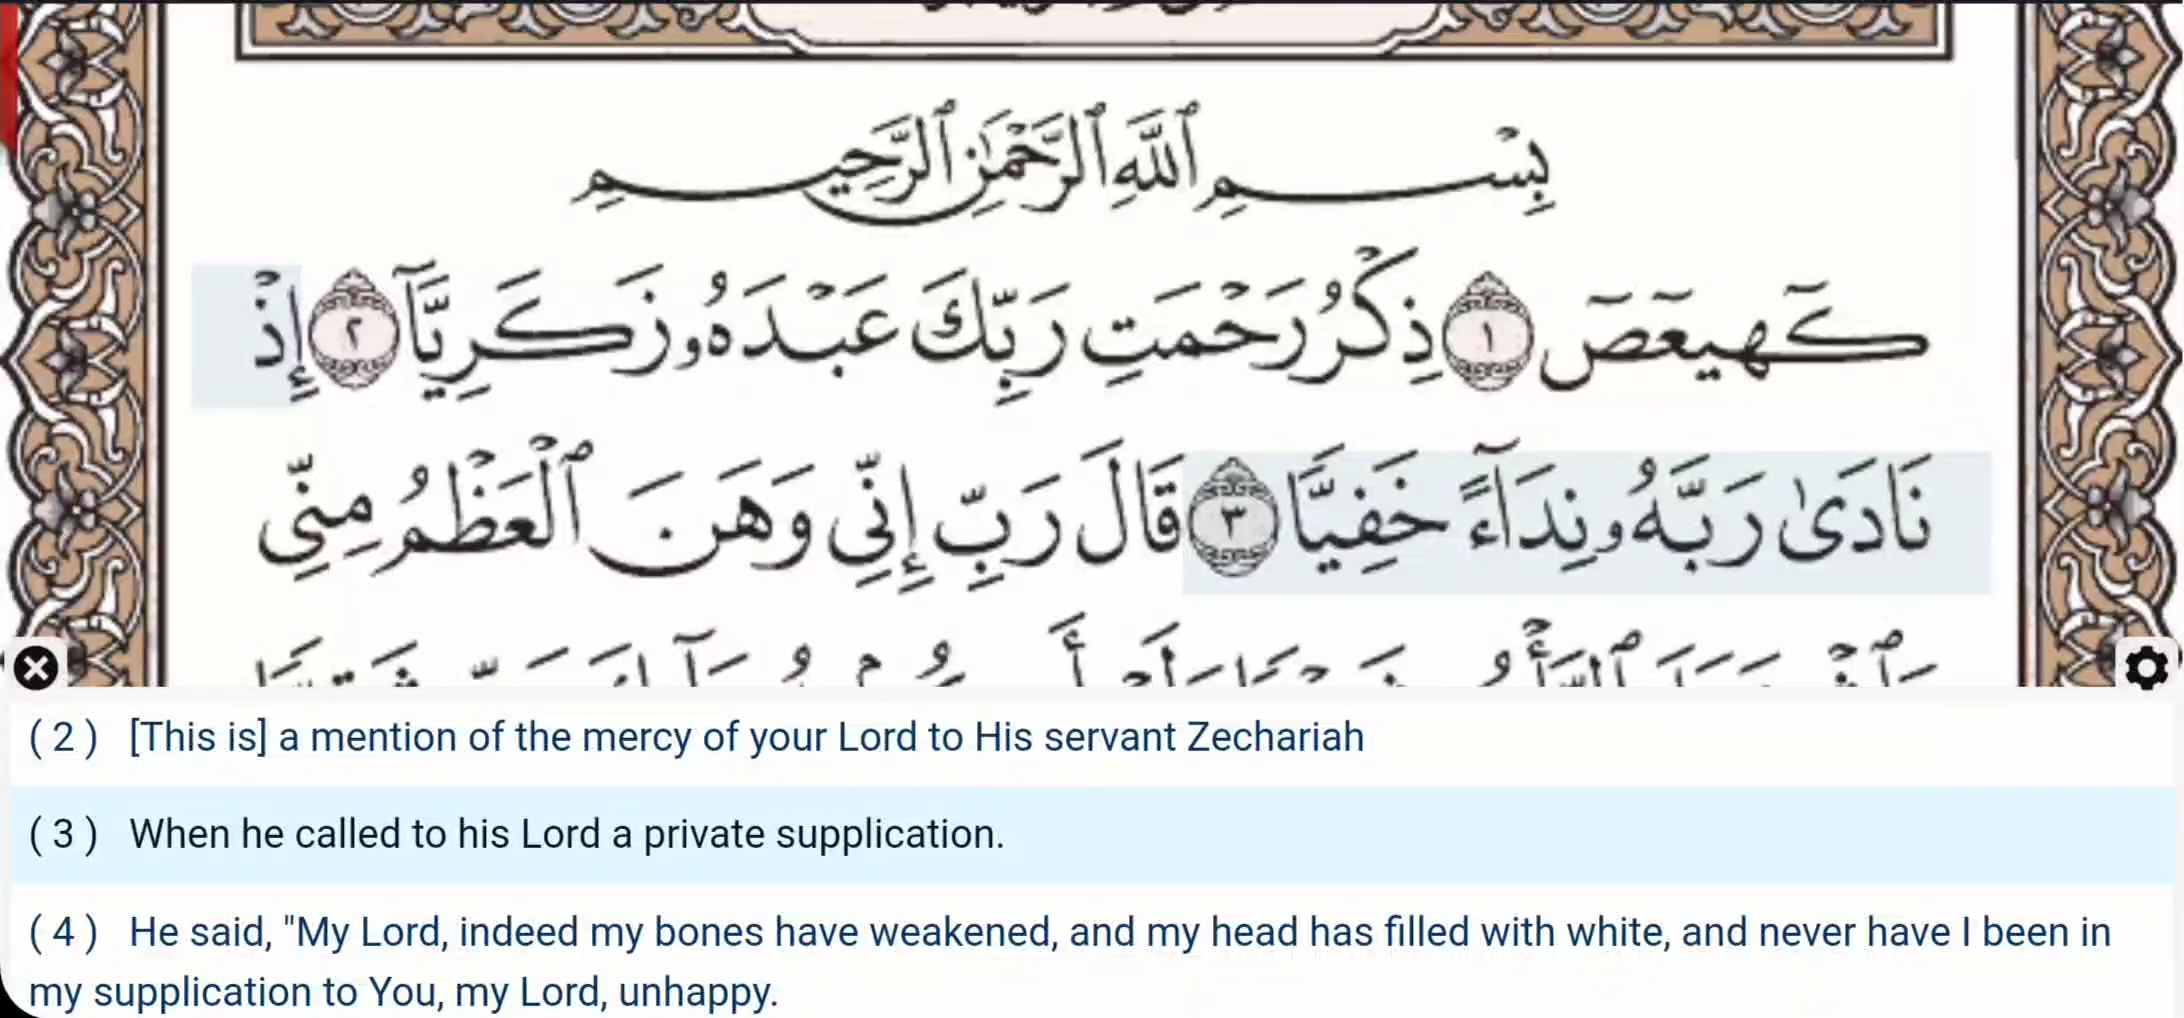 بِسْمِ ٱللَّهِ ٱلرَّحْمَٰنِ ٱلرَّحِيمِ
كٓهيعٓصٓ ١ ذِكْرُ رَحْمَتِ رَبِّكَ عَبْدَهُۥ زَكَرِيَّآ ٢ إِذْ
نَادَىٰ رَبَّهُۥ نِدَآءً خَفِيًّا ٣ قَالَ رَبِّ إِنِّى وَهَنَ ٱلْعَظْمُ مِنِّى
( 2 ) [This is] a mention of the mercy of your Lord to His servant Zechariah
( 3 ) When he called to his Lord a private supplication.
( 4 ) He said, "My Lord, indeed my bones have weakened, and my head has filled with white, and never have I been in
my supplication to You, my Lord, unhappy.